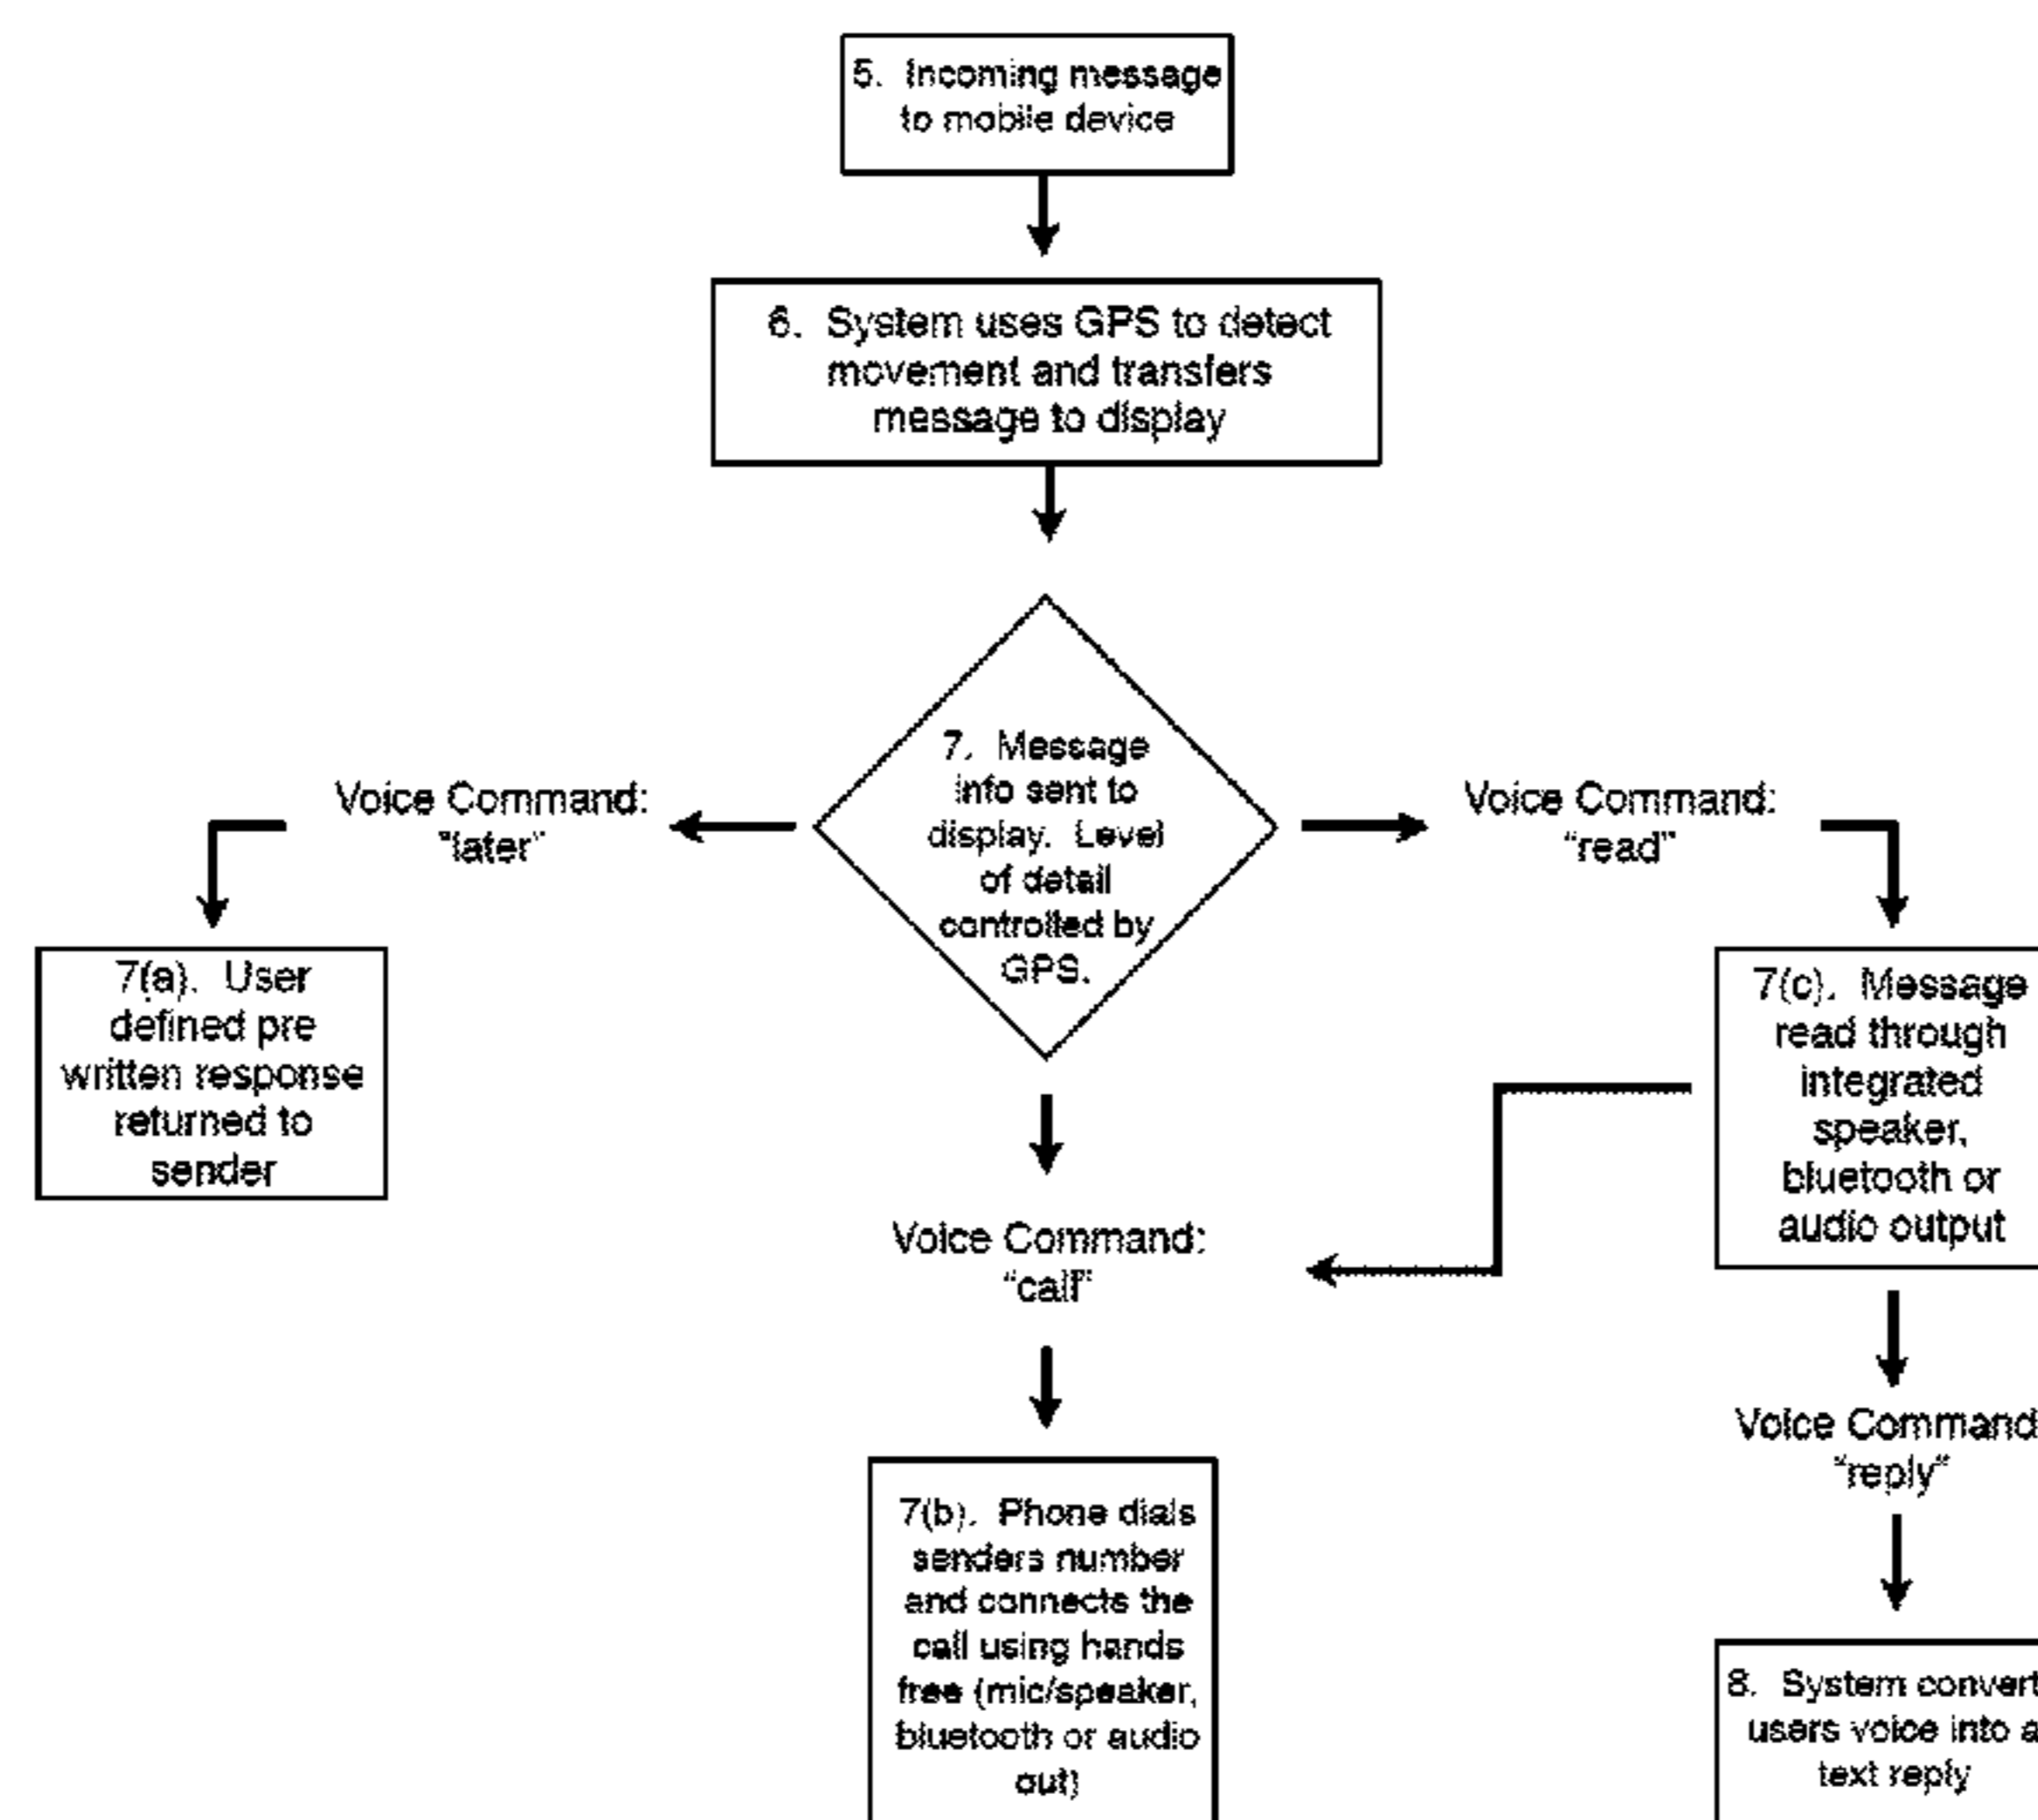 5. Incoming message
to mobile device
6. System uses GPS to detect
movement and transfers
message to display
7. Message
info sent to
display. Level
of detail
controlled by
GPS.
Voice Command:
"later"
Voice Command:
"read"
7(a). User
defined pre
written response
returned to
sender
7(c). Message
read through
integrated
speaker,
bluetooth or
audio output
Voice Command:
"call"
Voice Command
"reply"
7(b). Phone dials
senders number
and connects the
call using hands
free (mic/speaker,
bluetooth or audio
out)
8. System convert
users voice into a
text reply